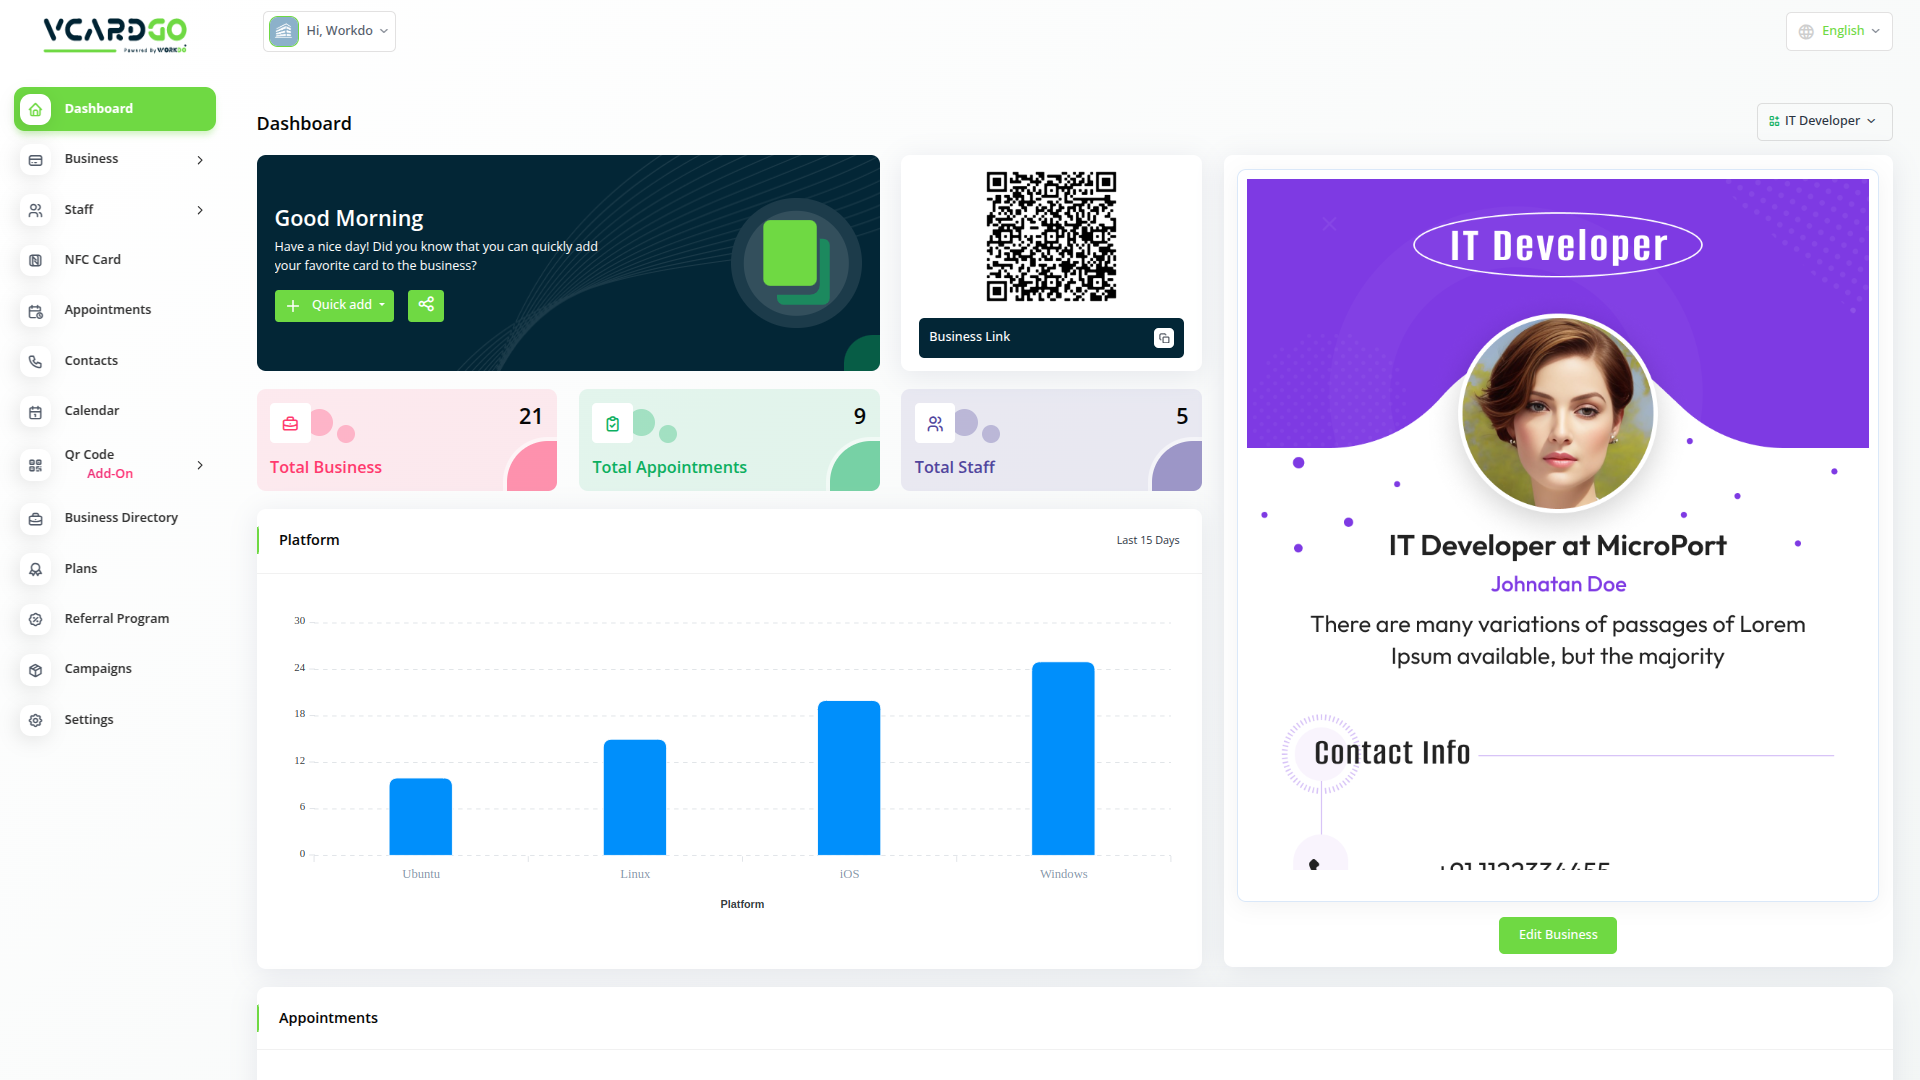 VCARDGO
Powered By WORKDO
Hi, Workdo
English
Dashboard
Business
Staff
NFC Card
Appointments
Contacts
Calendar
Qr Code
Add-On
Business Directory
Plans
Referral Program
Campaigns
Settings
Dashboard
IT Developer
Good Morning
Have a nice day! Did you know that you can quickly add
your favorite card to the business?
Quick add
Business Link
21
Total Business
9
Total Appointments
5
Total Staff
Platform
Last 15 Days
30
24
18
12
6
0
Ubuntu
Linux
iOS
Windows
Platform
IT Developer
IT Developer at MicroPort
Johnatan Doe
There are many variations of passages of Lorem
Ipsum available, but the majority
Contact Info
+911122334455
Edit Business
Appointments